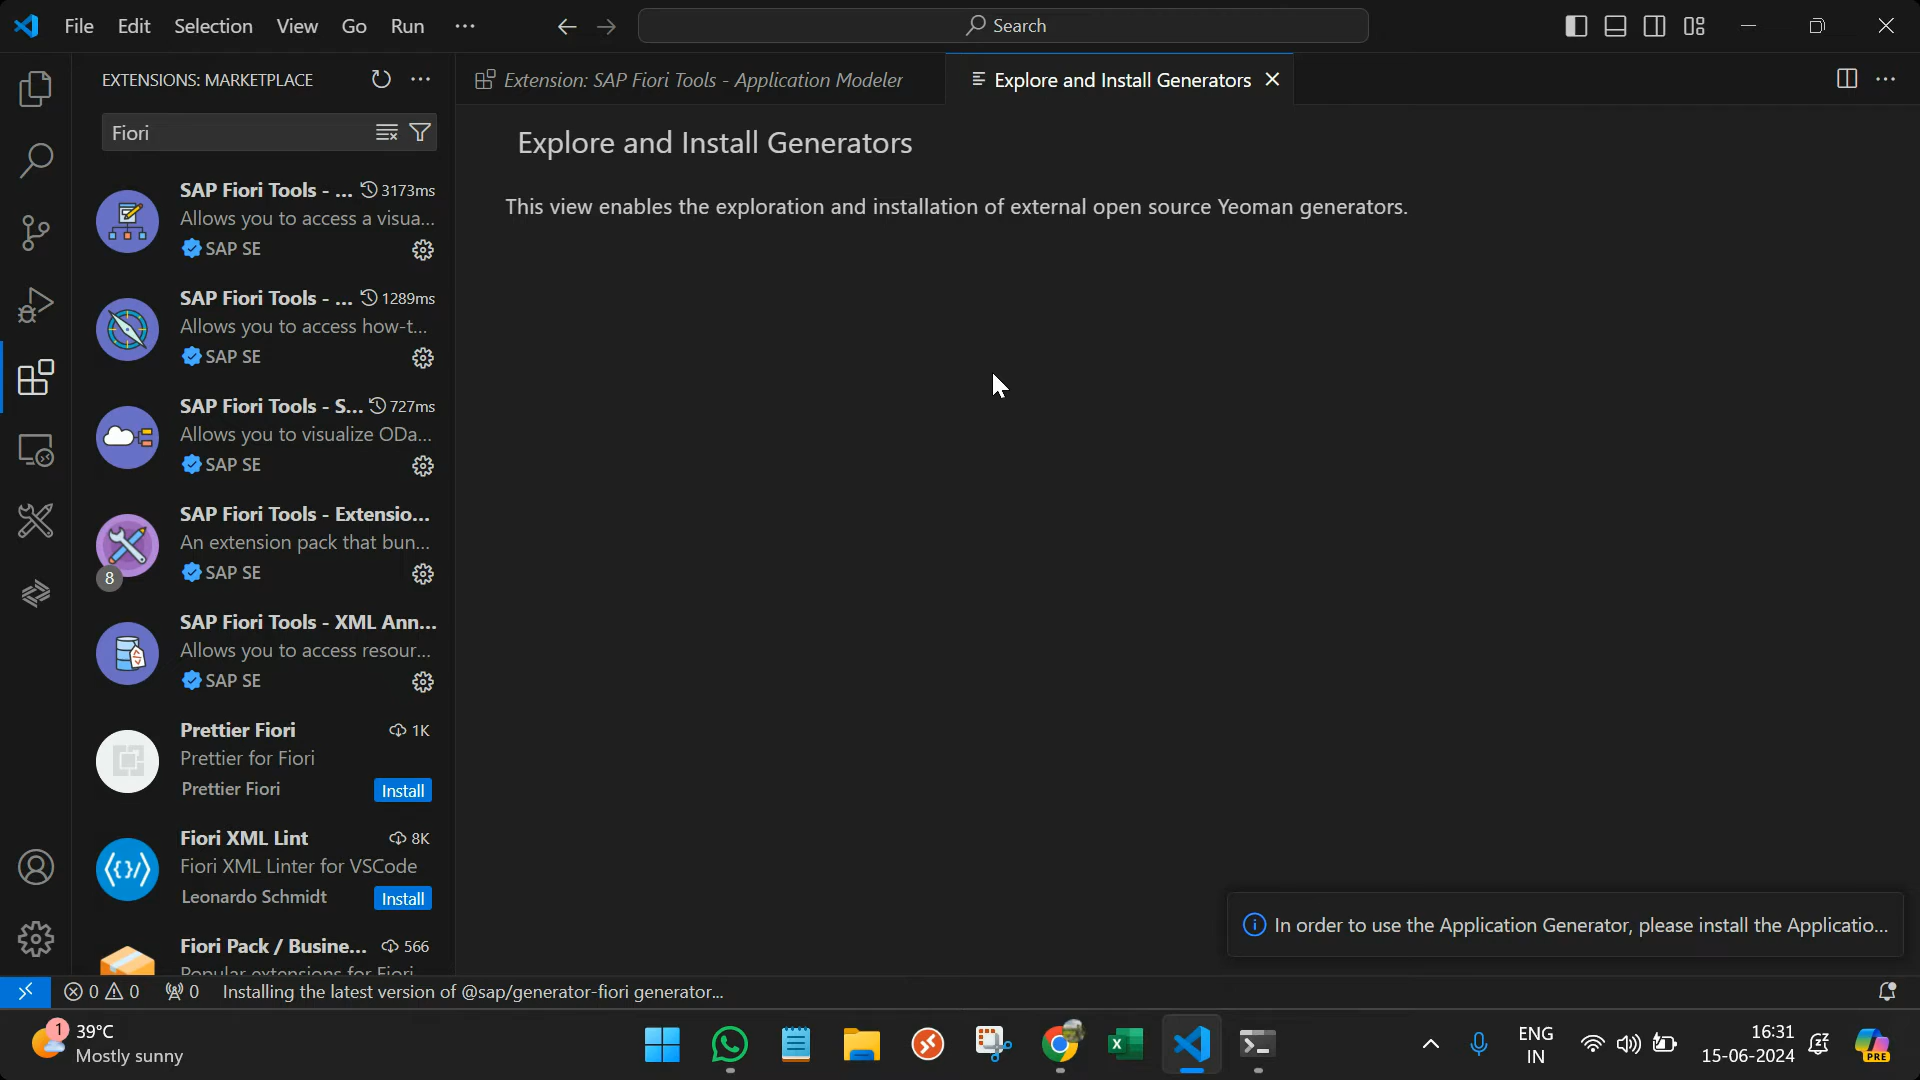 File Edit Selection View Go Run ...
Search
EXTENSIONS: MARKETPLACE
Extension: SAP Fiori Tools - Application Modeler
Explore and Install Generators
Fiori
Explore and Install Generators
This view enables the exploration and installation of external open source Yeoman generators.
SAP Fiori Tools - ... 3173ms
Allows you to access a visua...
SAP SE
SAP Fiori Tools - ... 1289ms
Allows you to access how-t...
SAP SE
SAP Fiori Tools - S... 727ms
Allows you to visualize ODa...
SAP SE
SAP Fiori Tools - Extensio...
An extension pack that bun...
8
SAP SE
SAP Fiori Tools - XML Ann...
Allows you to access resour...
SAP SE
Prettier Fiori 1K
Prettier for Fiori
Prettier Fiori Install
Fiori XML Lint 8K
Fiori XML Linter for VSCode
Leonardo Schmidt Install
Fiori Pack / Busine... 566
Popular extensions for Fiori
In order to use the Application Generator, please install the Applicatio...
0 0 0 Installing the latest version of @sap/generator-fiori generator...
1 39°C
Mostly sunny
ENG
IN
16:31
15-06-2024
PRE